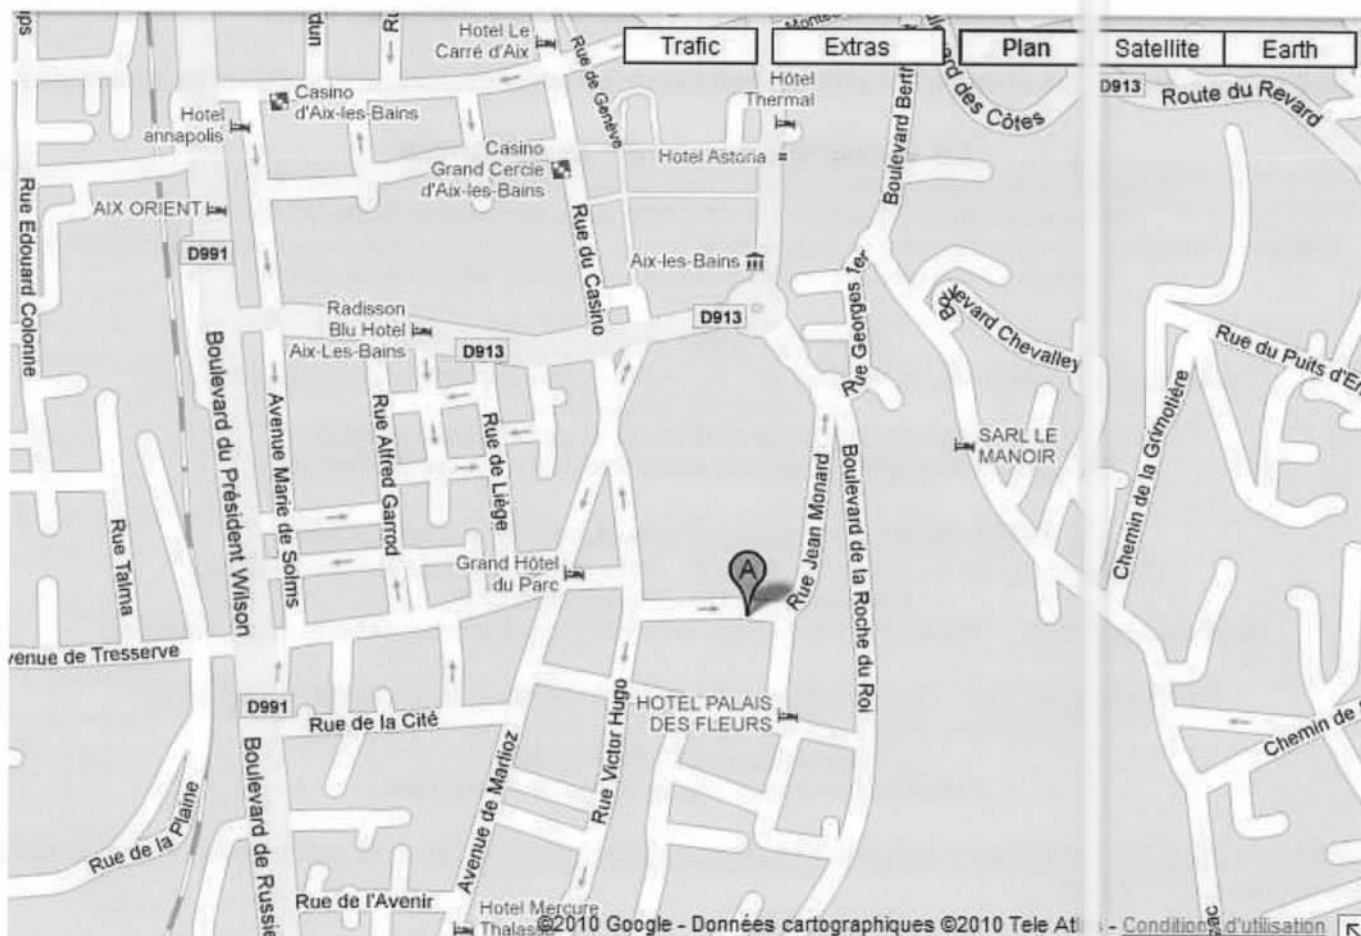 Hotel Le
Carré d'Aix
Rue de Genève
Trafic
Extras
Plan
Satellite
Earth
D913
Route du Revard
Casino
d'Aix-les-Bains
Hotel
annapolis
Hôtel
Thermal
Casino
Grand Cercle
d'Aix-les-Bains
Hotel Astoria
Boulevard des Côtes
Rue Edouard Colonne
AIX ORIENT
D991
Rue du Casino
Aix-les-Bains
Rue Georges 1er
Boulevard Chevalley
Radisson
Blu Hotel
Aix-Les-Bains
D913
D913
Rue du Puits d'E
Boulevard du Président Wilson
Avenue Marie de Solms
Rue Alfred Garrod
Rue de Liège
Rue Jean Monard
Boulevard de la Roche du Roi
SARL LE
MANOIR
Chemin de la Grimotière
Rue Talma
Grand Hôtel
du Parc
A
venue de Tresserve
D991
Rue de la Cité
HOTEL PALAIS
DES FLEURS
Chemin de
Rue Victor Hugo
Avenue de Marlioz
Rue de la Plaine
Boulevard de Russie
Rue de l'Avenir
Hotel Mercure
©2010 Google - Données cartographiques ©2010 Tele Atlas - Conditions d'utilisation